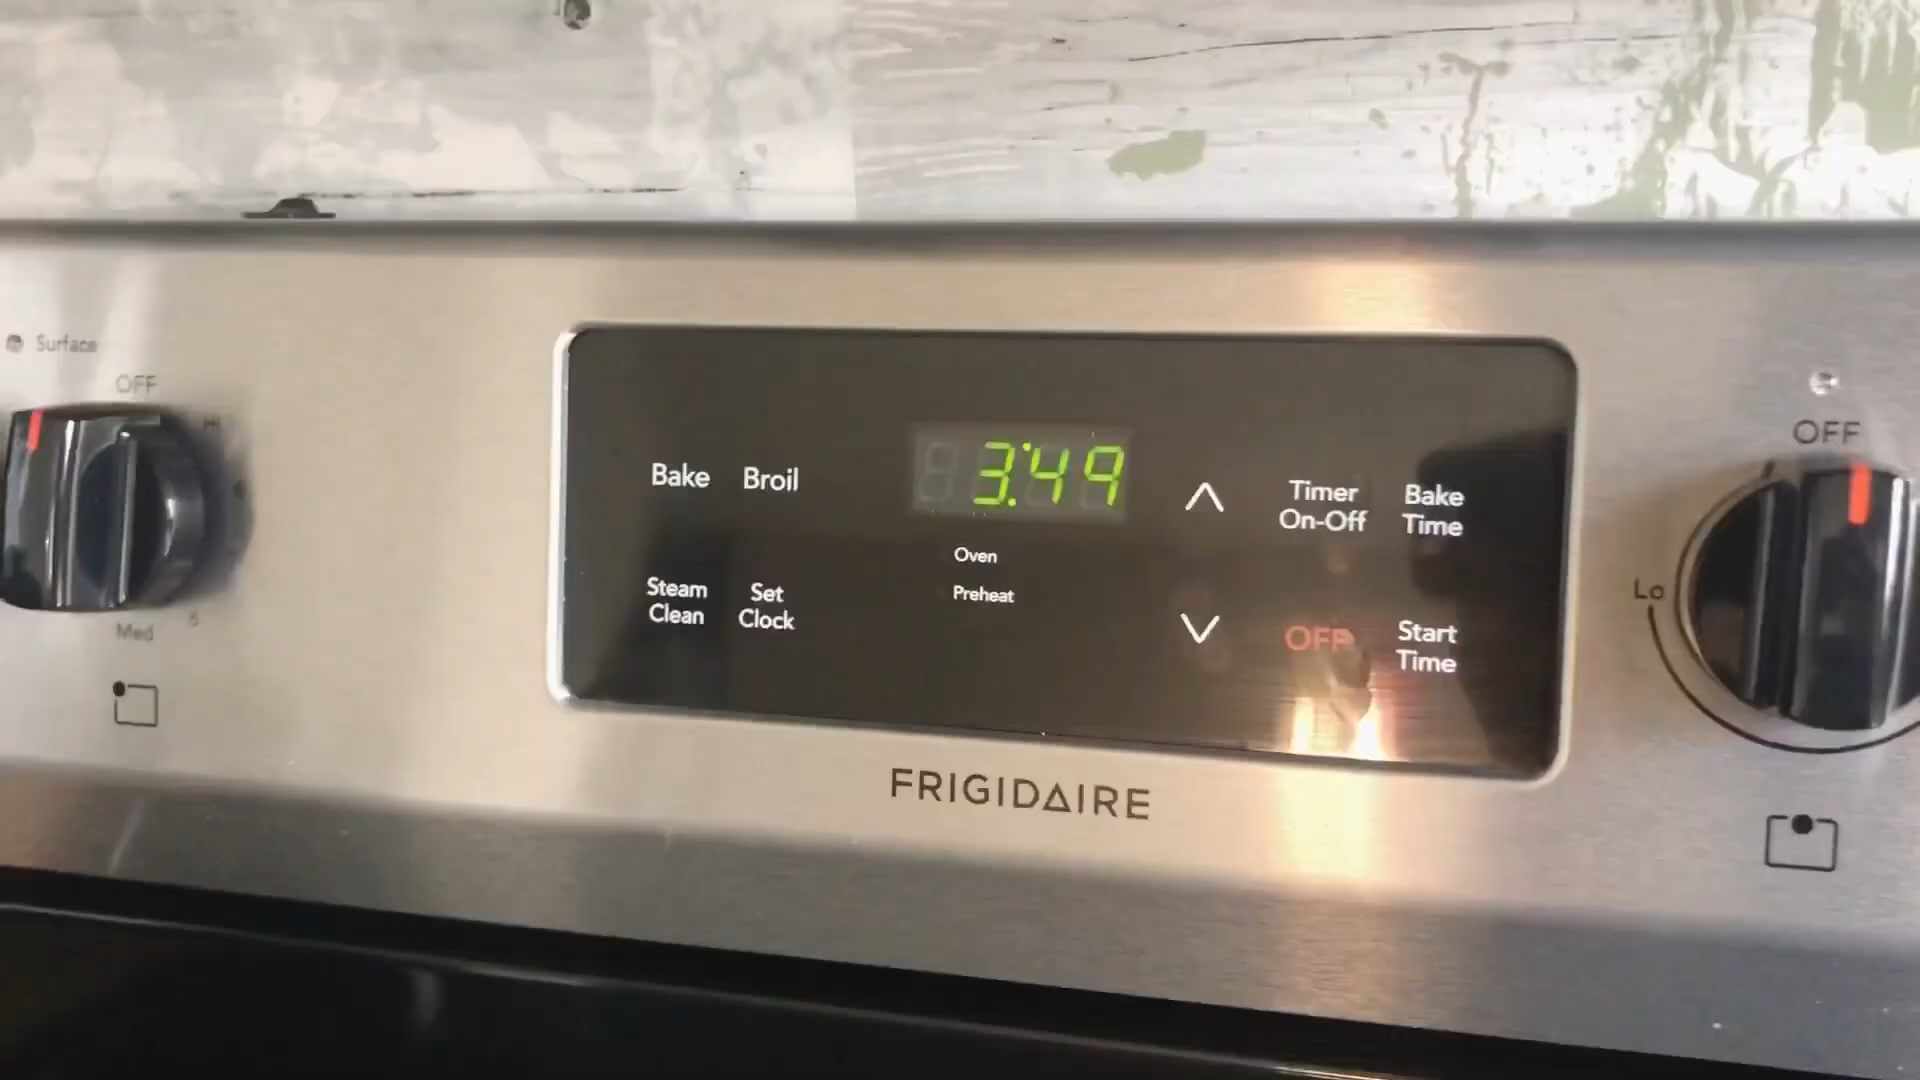 Surface
OFF
HI
Med
Bake
Broil
Steam
Clean
Set
Clock
3:49
Oven
Preheat
Timer
On-Off
Bake
Time
OFF
Start
Time
FRIGIDAIRE
OFF
Lo